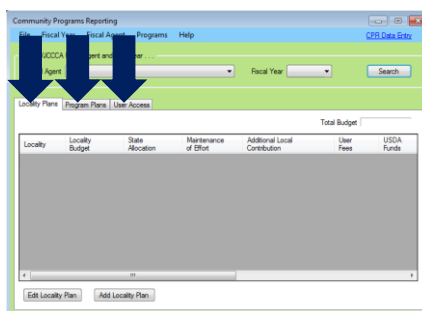 Community Programs Reporting
File Fiscal Year Fiscal Agent Programs Help
CPR Data Entry
Agent
Fiscal Year
Search
Locality Plans Program Plans User Access
Total Budget
Locality
Locality Budget
State Allocation
Maintenance of Effort
Additional Local Contribution
User Fees
USDA Funds
Edit Locality Plan Add Locality Plan